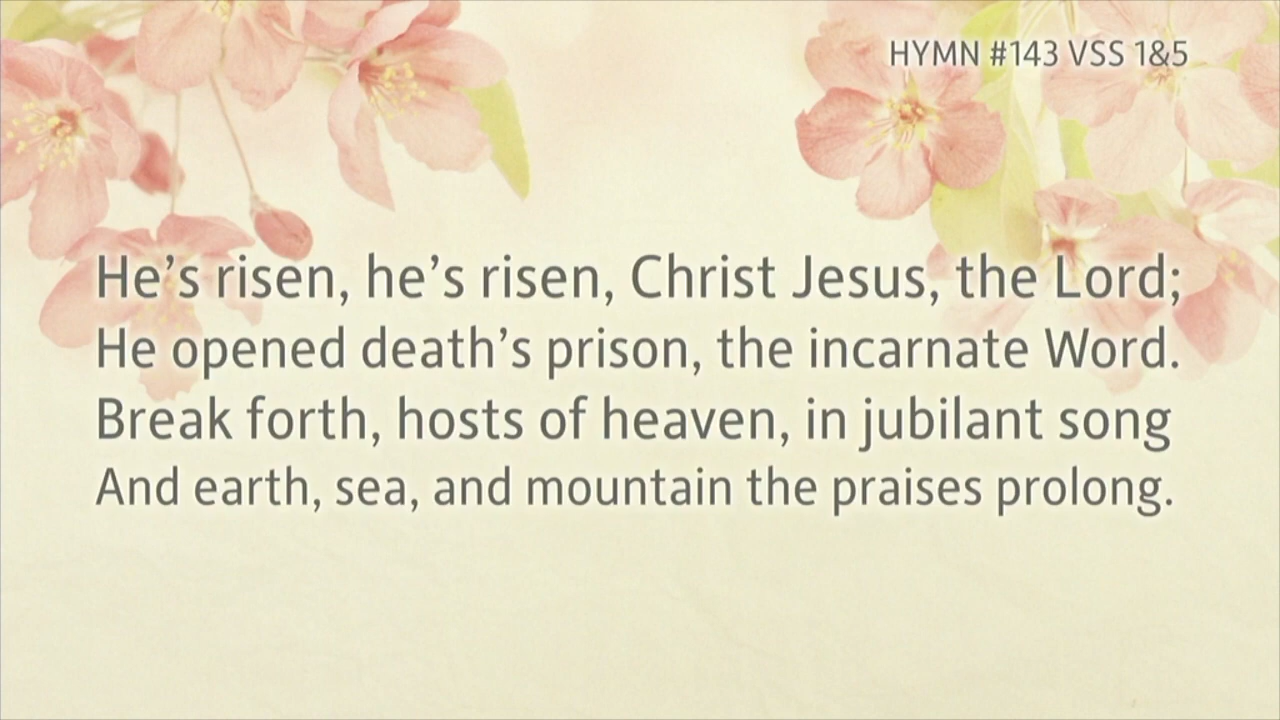 HYMN #143 VSS 1&5
He’s risen, he’s risen, Christ Jesus, the Lord;
He opened death’s prison, the incarnate Word.
Break forth, hosts of heaven, in jubilant song
And earth, sea, and mountain the praises prolong.